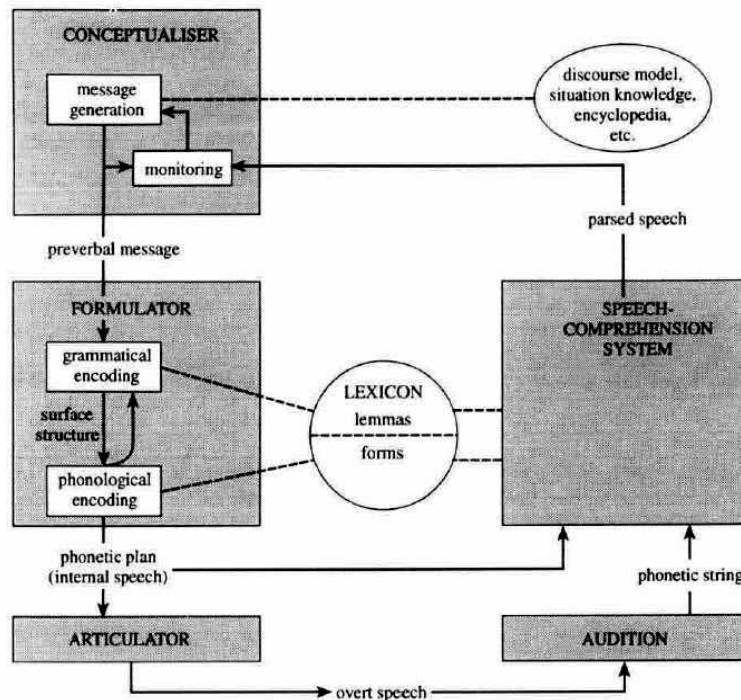 CONCEPTUALISER
message
generation
monitoring
discourse model,
situation knowledge,
encyclopedia,
etc.
parsed speech
preverbal message
FORMULATOR
grammatical
encoding
surface
structure
phonological
encoding
LEXICON
lemmas
forms
SPEECH-
COMPREHENSION
SYSTEM
phonetic plan
(internal speech)
phonetic string
ARTICULATOR
AUDITION
overt speech